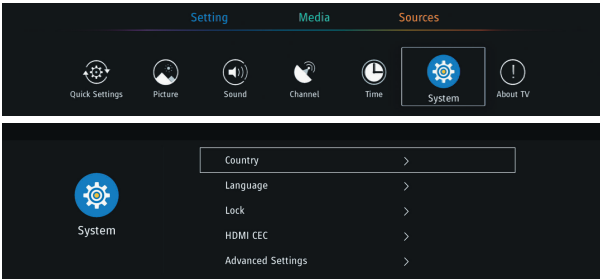 Setting Media Sources
Quick Settings Picture Sound Channel Time System About TV
Country
Language
Lock
HDMI CEC
Advanced Settings
System